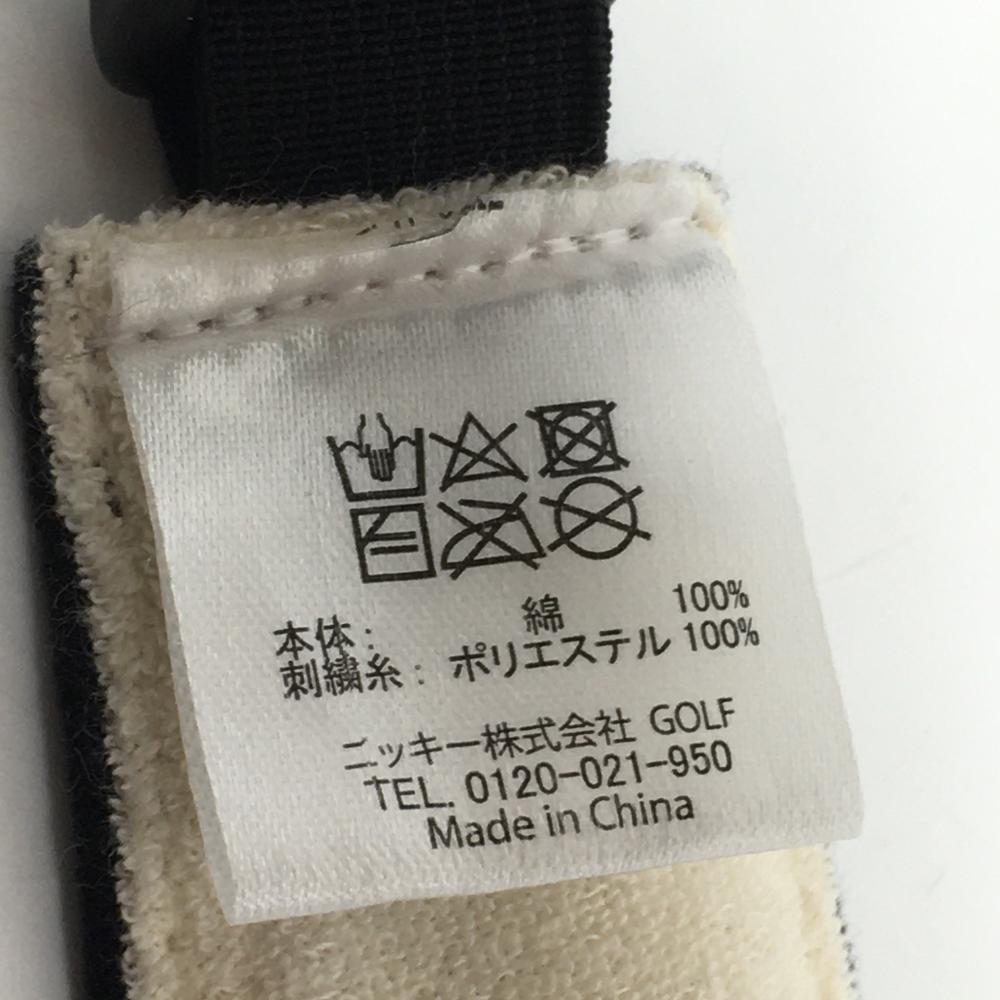 本体: 綿 100%
刺繍糸: ポリエステル 100%
ニッキー株式会社 GOLF
TEL. 0120-021-950
Made in China